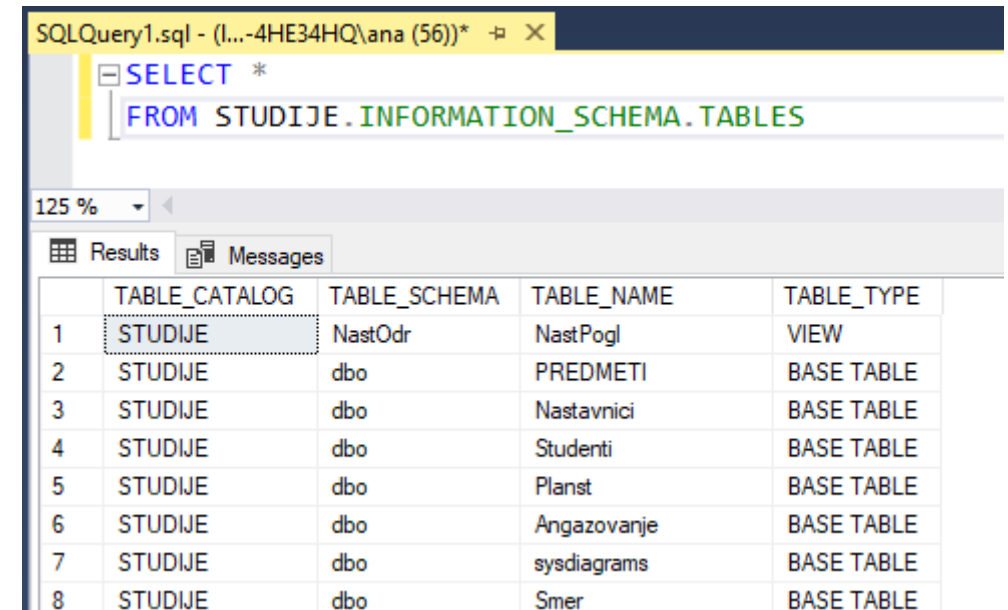 SQLQuery1.sql - (l...-4HE34HQ\ana (56))*
SELECT *
FROM STUDIJE.INFORMATION_SCHEMA.TABLES
125 %
Results Messages
TABLE_CATALOG TABLE_SCHEMA TABLE_NAME TABLE_TYPE
1 STUDIJE NastOdr NastPogl VIEW
2 STUDIJE dbo PREDMETI BASE TABLE
3 STUDIJE dbo Nastavnici BASE TABLE
4 STUDIJE dbo Studenti BASE TABLE
5 STUDIJE dbo Planst BASE TABLE
6 STUDIJE dbo Angazovanje BASE TABLE
7 STUDIJE dbo sysdiagrams BASE TABLE
8 STUDIJE dbo Smer BASE TABLE